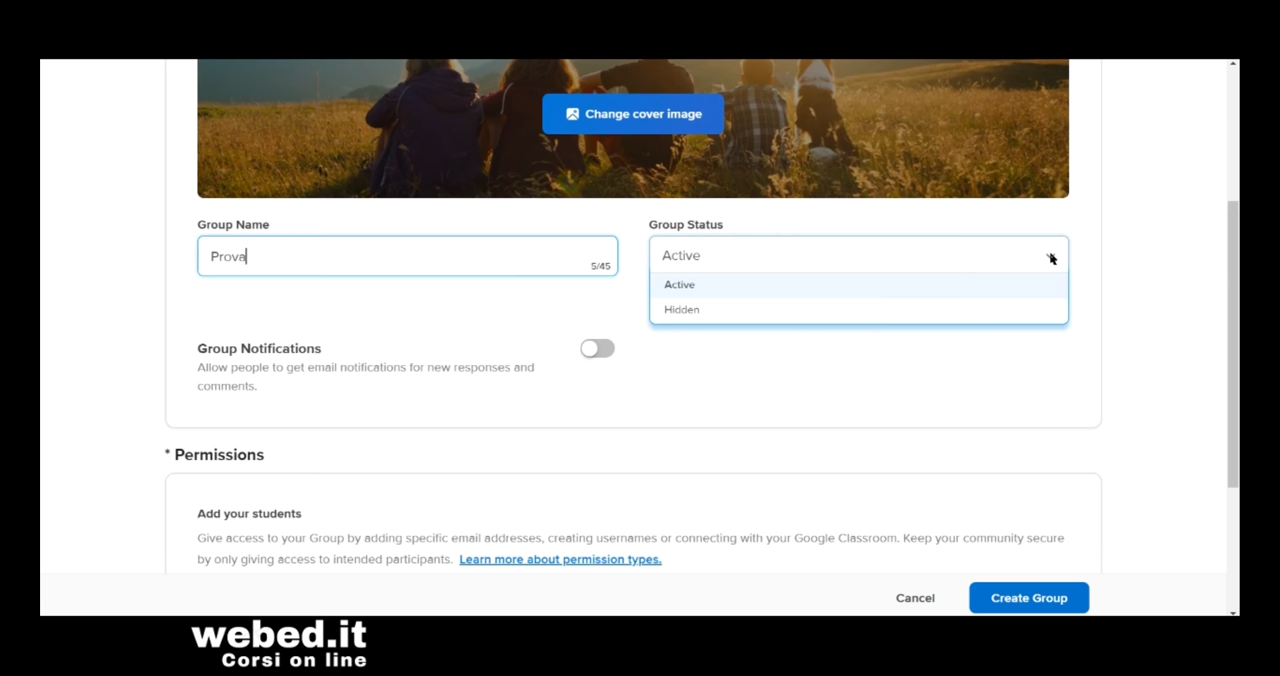 Change cover image
Group Name
Group Status
Prova
5/45
Active
Active
Hidden
Group Notifications
Allow people to get email notifications for new responses and
comments.
* Permissions
Add your students
Give access to your Group by adding specific email addresses, creating usernames or connecting with your Google Classroom. Keep your community secure
by only giving access to intended participants. Learn more about permission types.
Cancel
Create Group
webed.it
Corsi on line